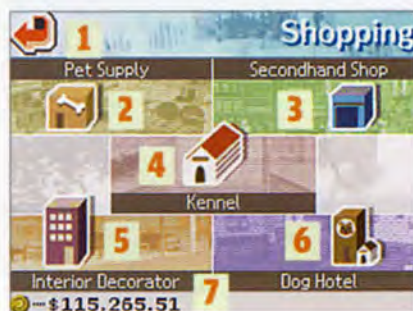 1 Shopping
Pet Supply Secondhand Shop
2 3
4
Kennel
5 6
Interior Decorator 7 Dog Hotel
$115,265.51